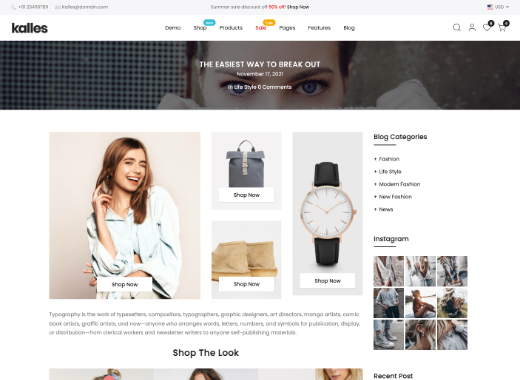 +01 23456789 Kalles@domain.com
Summer sale discount off 50% off! Shop Now
USD
kalles
Demo Shop Products Sale Pages Features Blog
THE EASIEST WAY TO BREAK OUT
November 17, 2021
In Life Style 0 Comments
Shop Now
Shop Now
Shop Now
Shop Now
Typography is the work of typesetters, compositors, typographers, graphic designers, art directors, manga artists, comic
book artists, graffiti artists, and now—anyone who arranges words, letters, numbers, and symbols for publication, display,
or distribution—from clerical workers and newsletter writers to anyone self-publishing materials.
Shop The Look
Blog Categories
+ Fashion
+ Life Style
+ Modern Fashion
+ New Fashion
+ News
Instagram
Recent Post